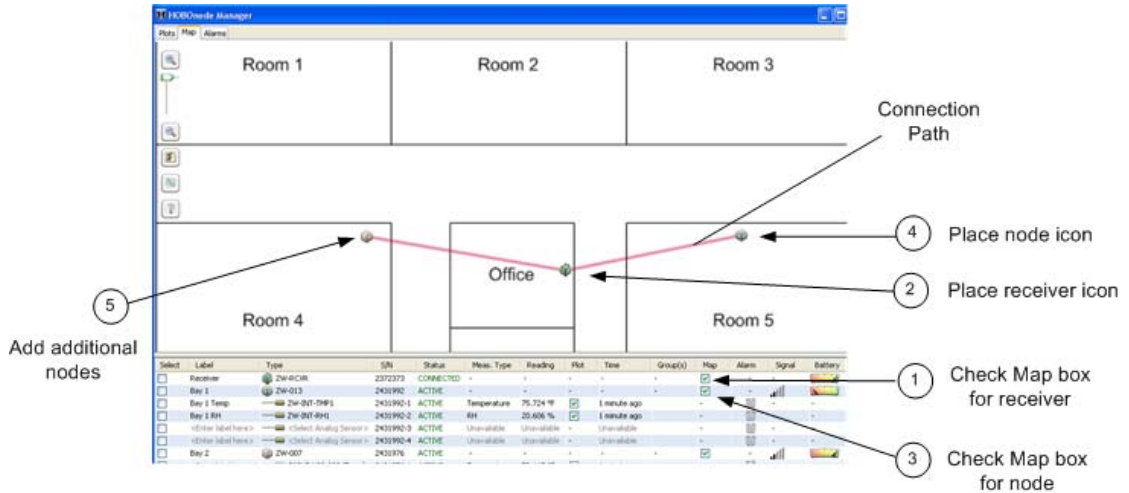 HOBOnode Manager
Plots Map Alarms
Room 1
Room 2
Room 3
Connection
Path
4 Place node icon
Office
2 Place receiver icon
5
Room 4
Room 5
Add additional
nodes
Select Label Type S/N Status Meas. Type Reading Plot Time Group(s) Map Alarm Signal Battery
Receiver ZW-RCVR 2372373 CONNECTED - - - - - -
Bay 1 ZW-013 2431992 ACTIVE - - - - - -
Bay 1 Temp ZW-INT-TMP1 2431992-1 ACTIVE Temperature 75.724 °F 1 minute ago - -
Bay 1 RH ZW-INT-RH1 2431992-2 ACTIVE RH 20.606 % 1 minute ago - -
<Enter label here> <Select Analog Sensor> 2431992-3 ACTIVE Unavailable Unavailable - Unavailable - -
<Enter label here> <Select Analog Sensor> 2431992-4 ACTIVE Unavailable Unavailable - Unavailable - -
Bay 2 ZW-007 2431976 ACTIVE - - - - - -
1 Check Map box
for receiver
3 Check Map box
for node